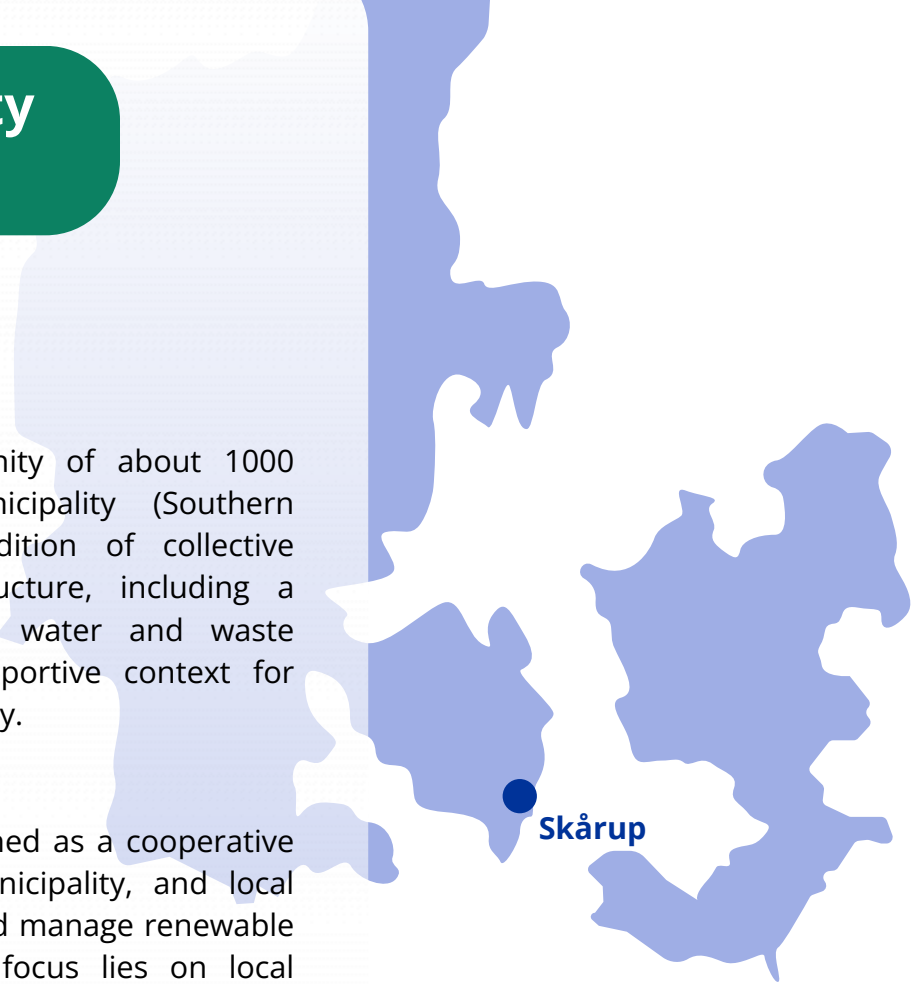 ty
nity of about 1000
nicipality (Southern
dition of collective
ucture, including a
water and waste
portive context for
y.
ned as a cooperative
nicipality, and local
d manage renewable
focus lies on local
Skårup